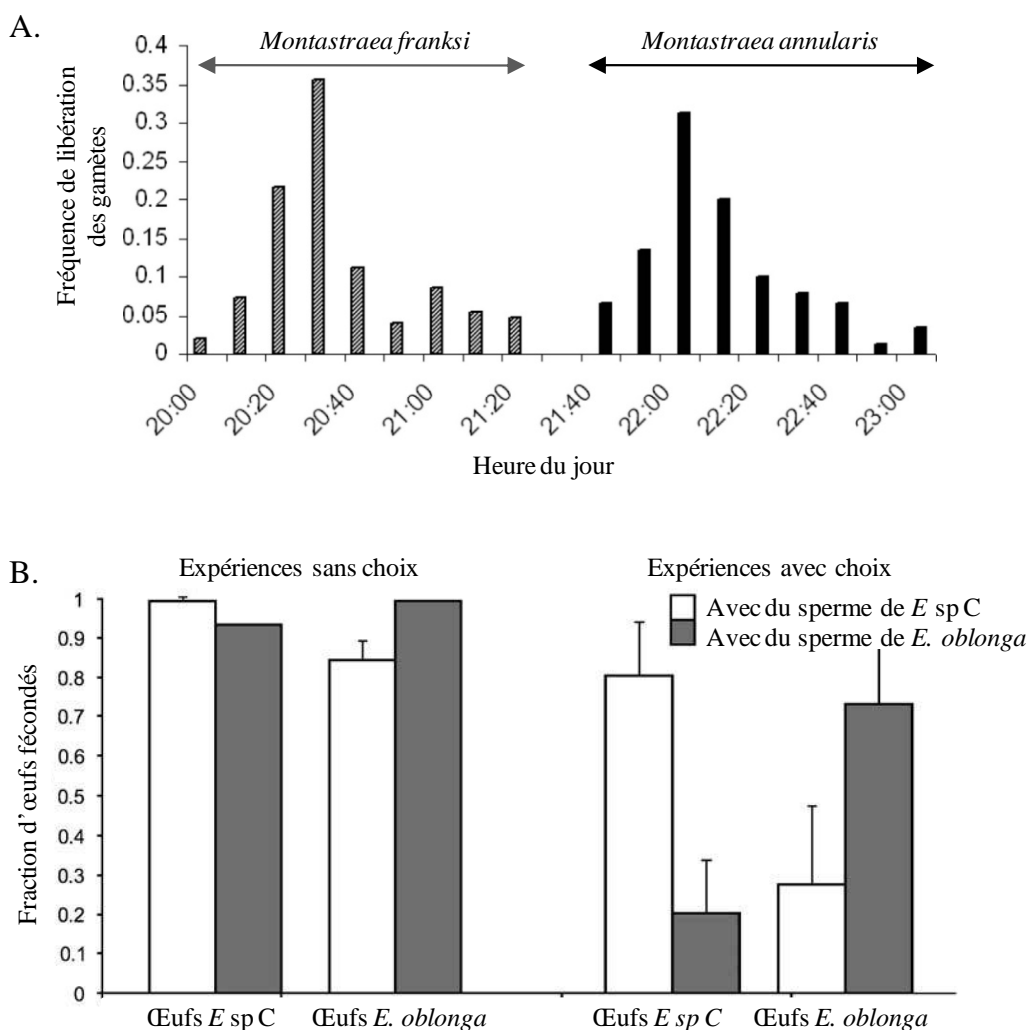 A.
Montastraea franksi
Montastraea annularis
Fréquence de libération
des gamètes
0.4
0.35
0.3
0.25
0.2
0.15
0.1
0.05
0
20:00
20:20
20:40
21:00
21:20
21:40
22:00
22:20
22:40
23:00
Heure du jour
B.
Expériences sans choix
Expériences avec choix
Avec du sperme de E sp C
Avec du sperme de E. oblonga
Fraction d'œufs fécondés
1
0.9
0.8
0.7
0.6
0.5
0.4
0.3
0.2
0.1
0
Œufs E sp C
Œufs E. oblonga
Œufs E sp C
Œufs E. oblonga